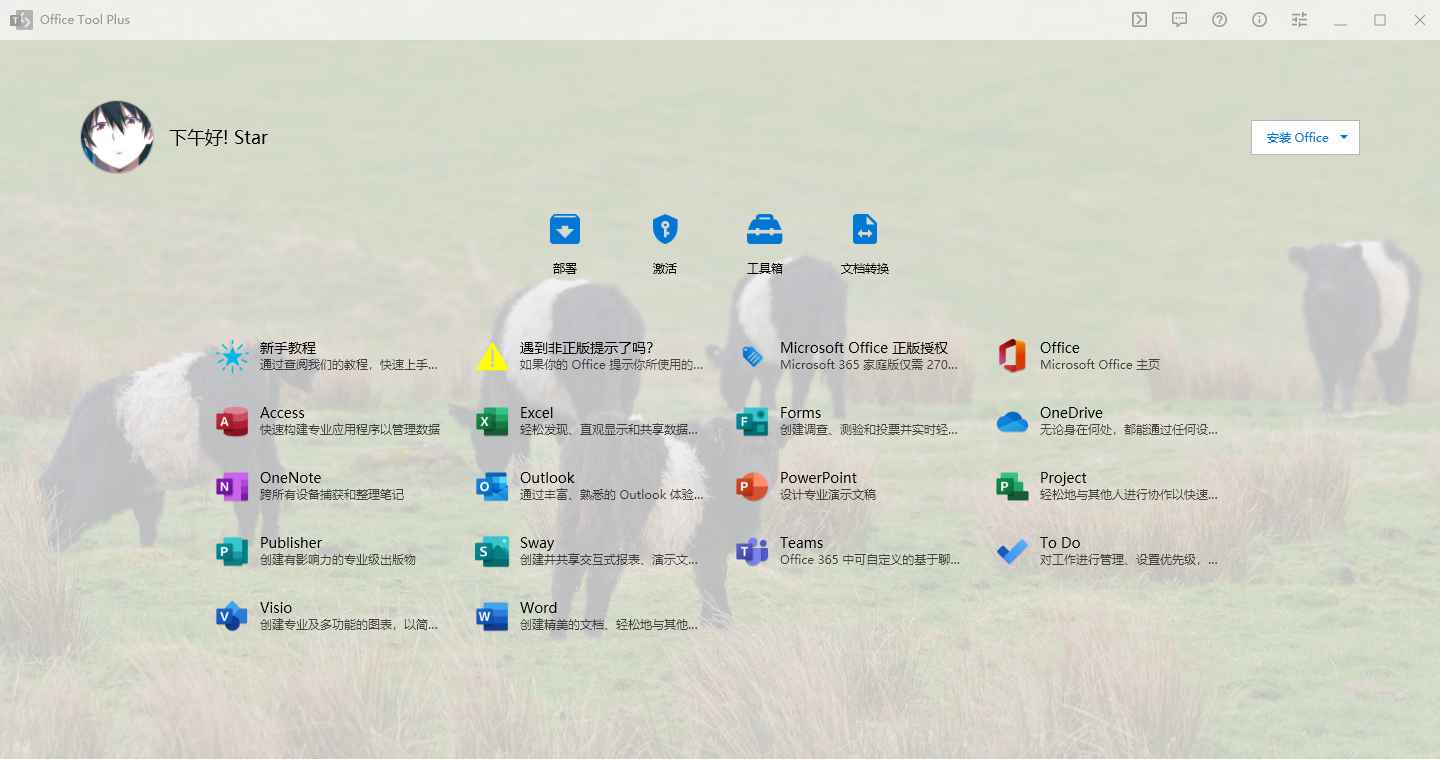 Office Tool Plus
下午好! Star
安装 Office
部署
激活
工具箱
文档转换
新手教程
通过查阅我们的教程，快速上手...
遇到非正版提示了吗?
如果你的 Office 提示你所使用的...
Microsoft Office 正版授权
Microsoft 365 家庭版仅需 270...
Office
Microsoft Office 主页
Access
快速构建专业应用程序以管理数据
Excel
轻松发现、直观显示和共享数据...
Forms
创建调查、测验和投票并实时轻...
OneDrive
无论身在何处，都能通过任何设...
OneNote
跨所有设备捕获和整理笔记
Outlook
通过丰富、熟悉的 Outlook 体验...
PowerPoint
设计专业演示文稿
Project
轻松地与其他人进行协作以快速...
Publisher
创建有影响力的专业级出版物
Sway
创建并共享交互式报表、演示文...
Teams
Office 365 中可自定义的基于聊...
To Do
对工作进行管理、设置优先级，...
Visio
创建专业及多功能的图表，以简...
Word
创建精美的文档、轻松地与其他...